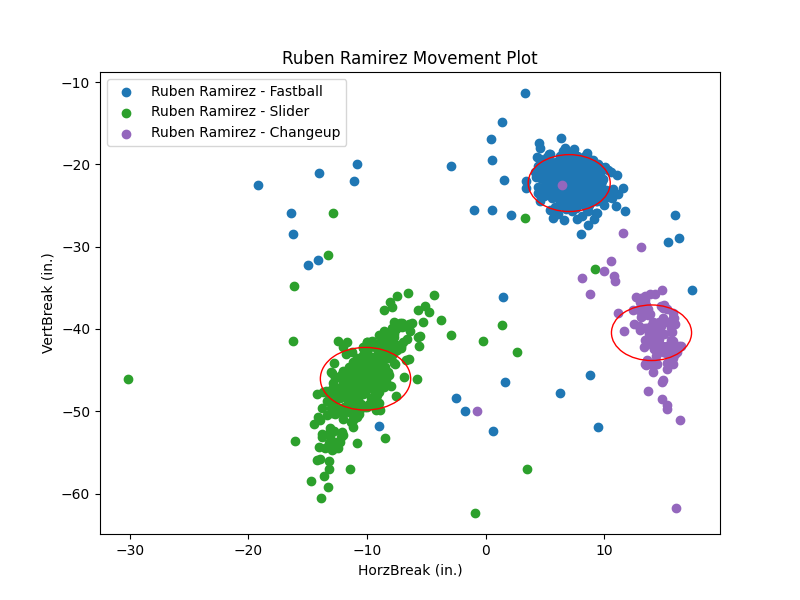 Ruben Ramirez Movement Plot
Ruben Ramirez - Fastball
Ruben Ramirez - Slider
Ruben Ramirez - Changeup
VertBreak (in.)
−10
−20
−30
−40
−50
−60
−30
−20
−10
0
10
HorzBreak (in.)